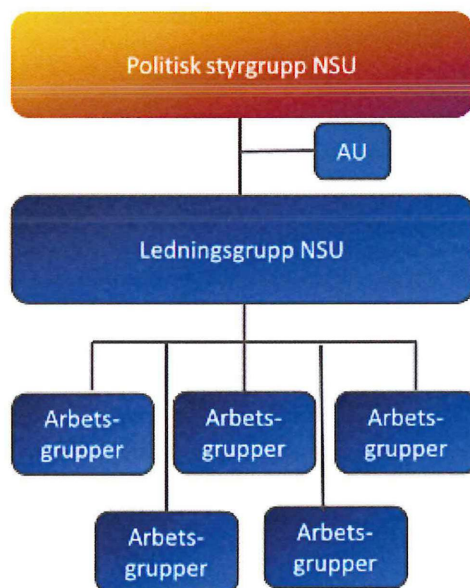 Politisk styrgrupp NSU
AU
Ledningsgrupp NSU
Arbets-
grupper
Arbets-
grupper
Arbets-
grupper
Arbets-
grupper
Arbets-
grupper